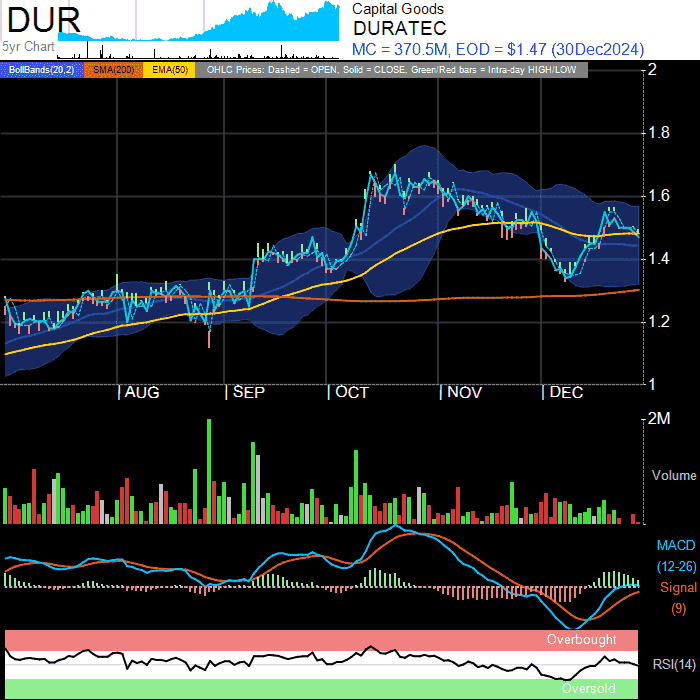 DUR
5yr Chart
Capital Goods
DURATEC
MC = 370.5M, EOD = $1.47 (30Dec2024)
BollBands(20,2) SMA(200) EMA(50) OHLC Prices: Dashed = OPEN, Solid = CLOSE, Green/Red bars = Intra-day HIGH/LOW
2
1.8
1.6
1.4
1.2
1
AUG SEP OCT NOV DEC
2M
Volume
MACD
(12-26)
Signal
(9)
Overbought
RSI(14)
Oversold